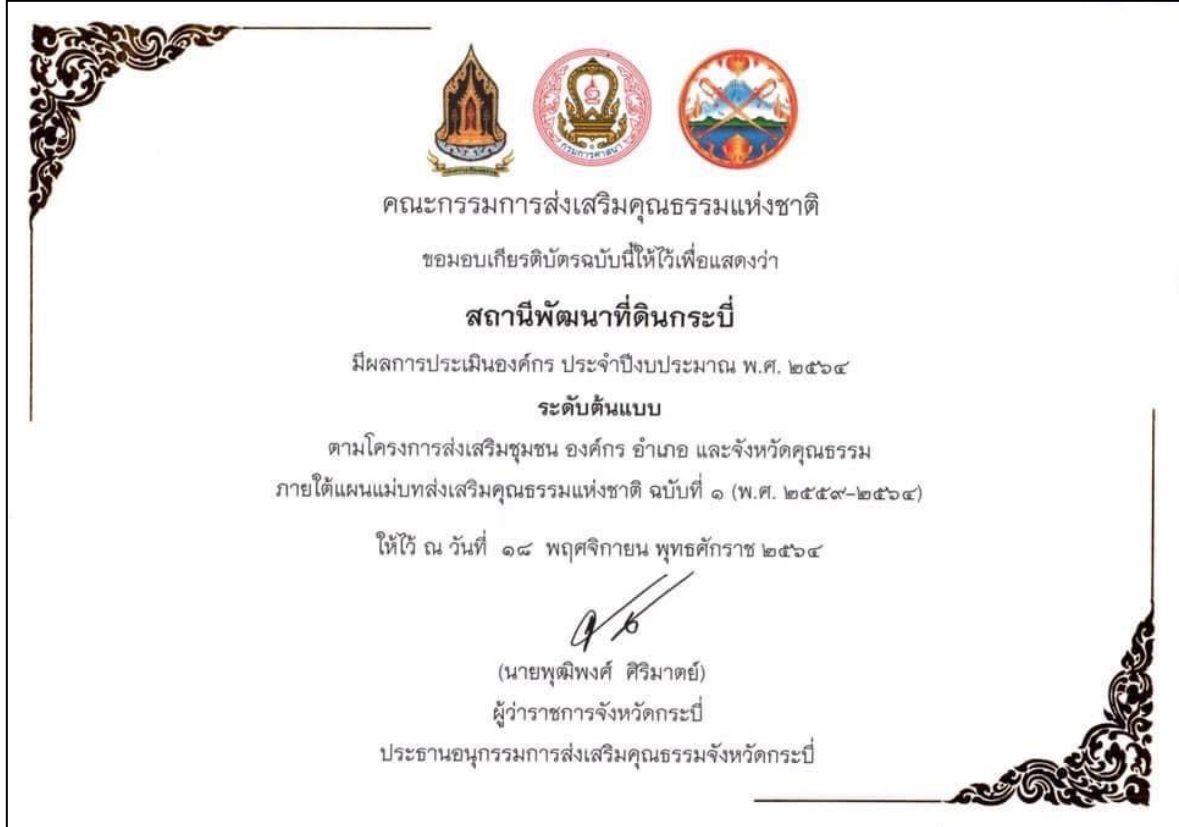 กรมการศาสนา
คณะกรรมการส่งเสริมคุณธรรมแห่งชาติ
ขอมอบเกียรติบัตรฉบับนี้ให้ไว้เพื่อแสดงว่า
สถานีพัฒนาที่ดินกระบี่
มีผลการประเมินองค์กร ประจำปีงบประมาณ พ.ศ. ๒๕๖๔
ระดับต้นแบบ
ตามโครงการส่งเสริมชุมชน องค์กร อำเภอ และจังหวัดคุณธรรม
ภายใต้แผนแม่บทส่งเสริมคุณธรรมแห่งชาติ ฉบับที่ ๑ (พ.ศ. ๒๕๕๙-๒๕๖๔)
ให้ไว้ ณ วันที่ ๑๘ พฤศจิกายน พุทธศักราช ๒๕๖๔
(นายพุฒิพงศ์ ศิริมาตย์)
ผู้ว่าราชการจังหวัดกระบี่
ประธานอนุกรรมการส่งเสริมคุณธรรมจังหวัดกระบี่